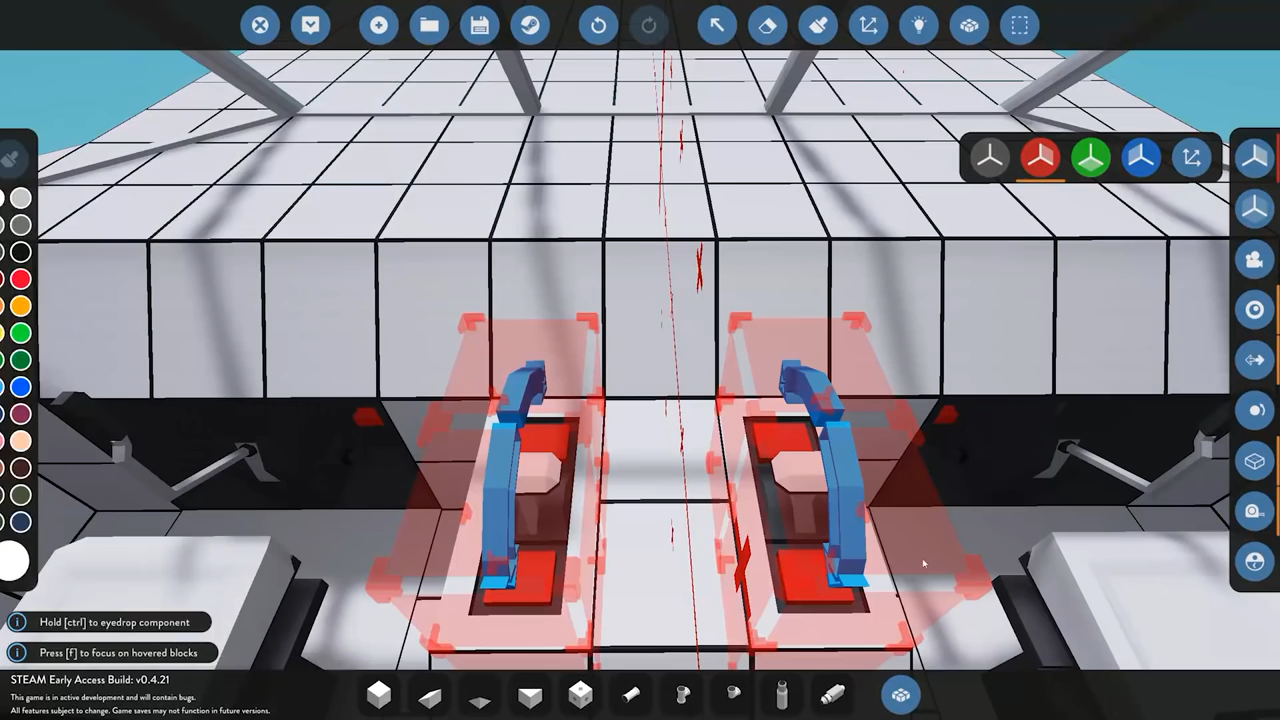 Hold [ctrl] to eyedrop component
Press [f] to focus on hovered blocks
STEAM Early Access Build: v0.4.21
This game is in active development and will contain bugs.
All features subject to change. Game saves may not function in future versions.